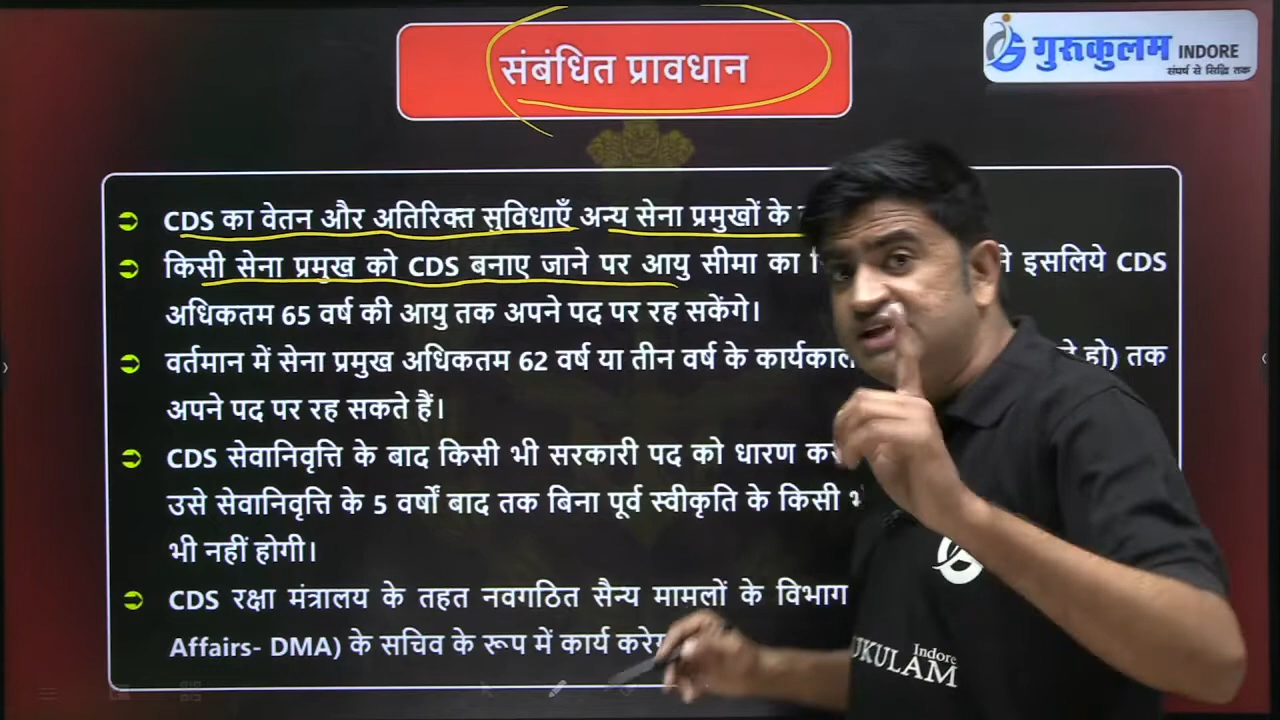 संबंधित प्रावधान
गुरुकुलम INDORE
संघर्ष से सिद्धि तक
CDS का वेतन और अतिरिक्त सुविधाएँ अन्य सेना प्रमुखों के
किसी सेना प्रमुख को CDS बनाए जाने पर आयु सीमा का इसलिये CDS
अधिकतम 65 वर्ष की आयु तक अपने पद पर रह सकेंगे।
वर्तमान में सेना प्रमुख अधिकतम 62 वर्ष या तीन वर्ष के हो) तक
अपने पद पर रह सकते हैं।
CDS सेवानिवृत्ति के बाद किसी भी सरकारी पद को धारण
उसे सेवानिवृत्ति के 5 वर्षों बाद तक बिना पूर्व स्वीकृति के किसी
भी नहीं होगी।
CDS रक्षा मंत्रालय के तहत नवगठित सैन्य मामलों के विभाग
Affairs- DMA) के सचिव के रूप में कार्य
Indore
UKULAM